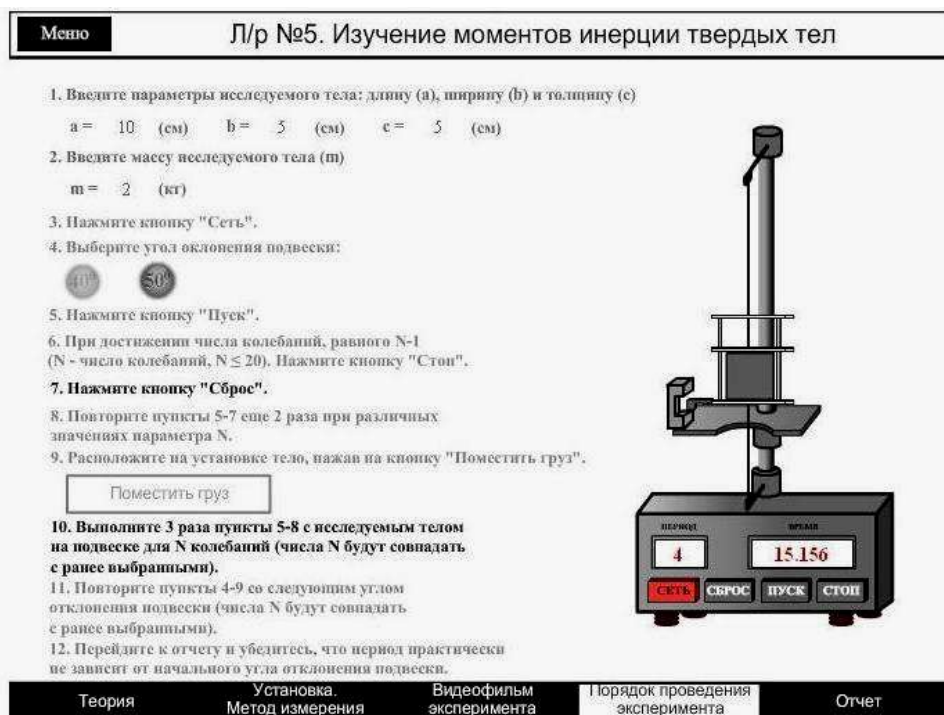 Меню
Л/р №5. Изучение моментов инерции твердых тел
1. Введите параметры исследуемого тела: длину (a), ширину (b) и толщину (c)
a = 10 (см) b = 5 (см) c = 5 (см)
2. Введите массу исследуемого тела (m)
m = 2 (кг)
3. Нажмите кнопку "Сеть".
4. Выберите угол оклонения подвески:
40° 50°
5. Нажмите кнопку "Пуск".
6. При достижении числа колебаний, равного N-1
(N - число колебаний, N ≤ 20). Нажмите кнопку "Стоп".
7. Нажмите кнопку "Сброс".
8. Повторите пункты 5-7 еще 2 раза при различных
значениях параметра N.
9. Расположите на установке тело, нажав на кнопку "Поместить груз".
Поместить груз
10. Выполните 3 раза пункты 5-8 с исследуемым телом
на подвеске для N колебаний (числа N будут совпадать
с ранее выбранными).
11. Повторите пункты 4-9 со следующим углом
отклонения подвески (числа N будут совпадать
с ранее выбранными).
12. Перейдите к отчету и убедитесь, что период практически
не зависит от начального угла отклонения подвески.
ПЕРИОД ВРЕМЯ
4 15.156
СЕТЬ СБРОС ПУСК СТОП
Теория
Установка.
Метод измерения
Видеофильм
эксперимента
Порядок проведения
эксперимента
Отчет